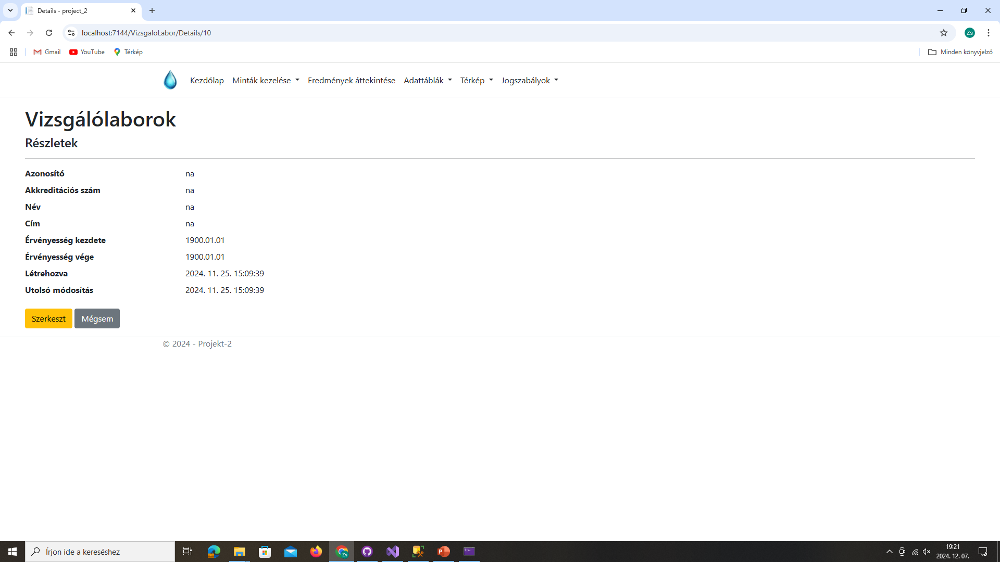 Details - project_2
localhost:7144/VizsgaloLabor/Details/10
Zs
Gmail YouTube Térkép Minden könyvjelző
Kezdőlap Minták kezelése Eredmények áttekintése Adattáblák Térkép Jogszabályok
Vizsgálólaborok
Részletek
Azonosító na
Akkreditációs szám na
Név na
Cím na
Érvényesség kezdete 1900.01.01
Érvényesség vége 1900.01.01
Létrehozva 2024. 11. 25. 15:09:39
Utolsó módosítás 2024. 11. 25. 15:09:39
Szerkeszt Mégsem
© 2024 - Projekt-2
Írjon ide a kereséshez
Zs
19:21
2024. 12. 07.